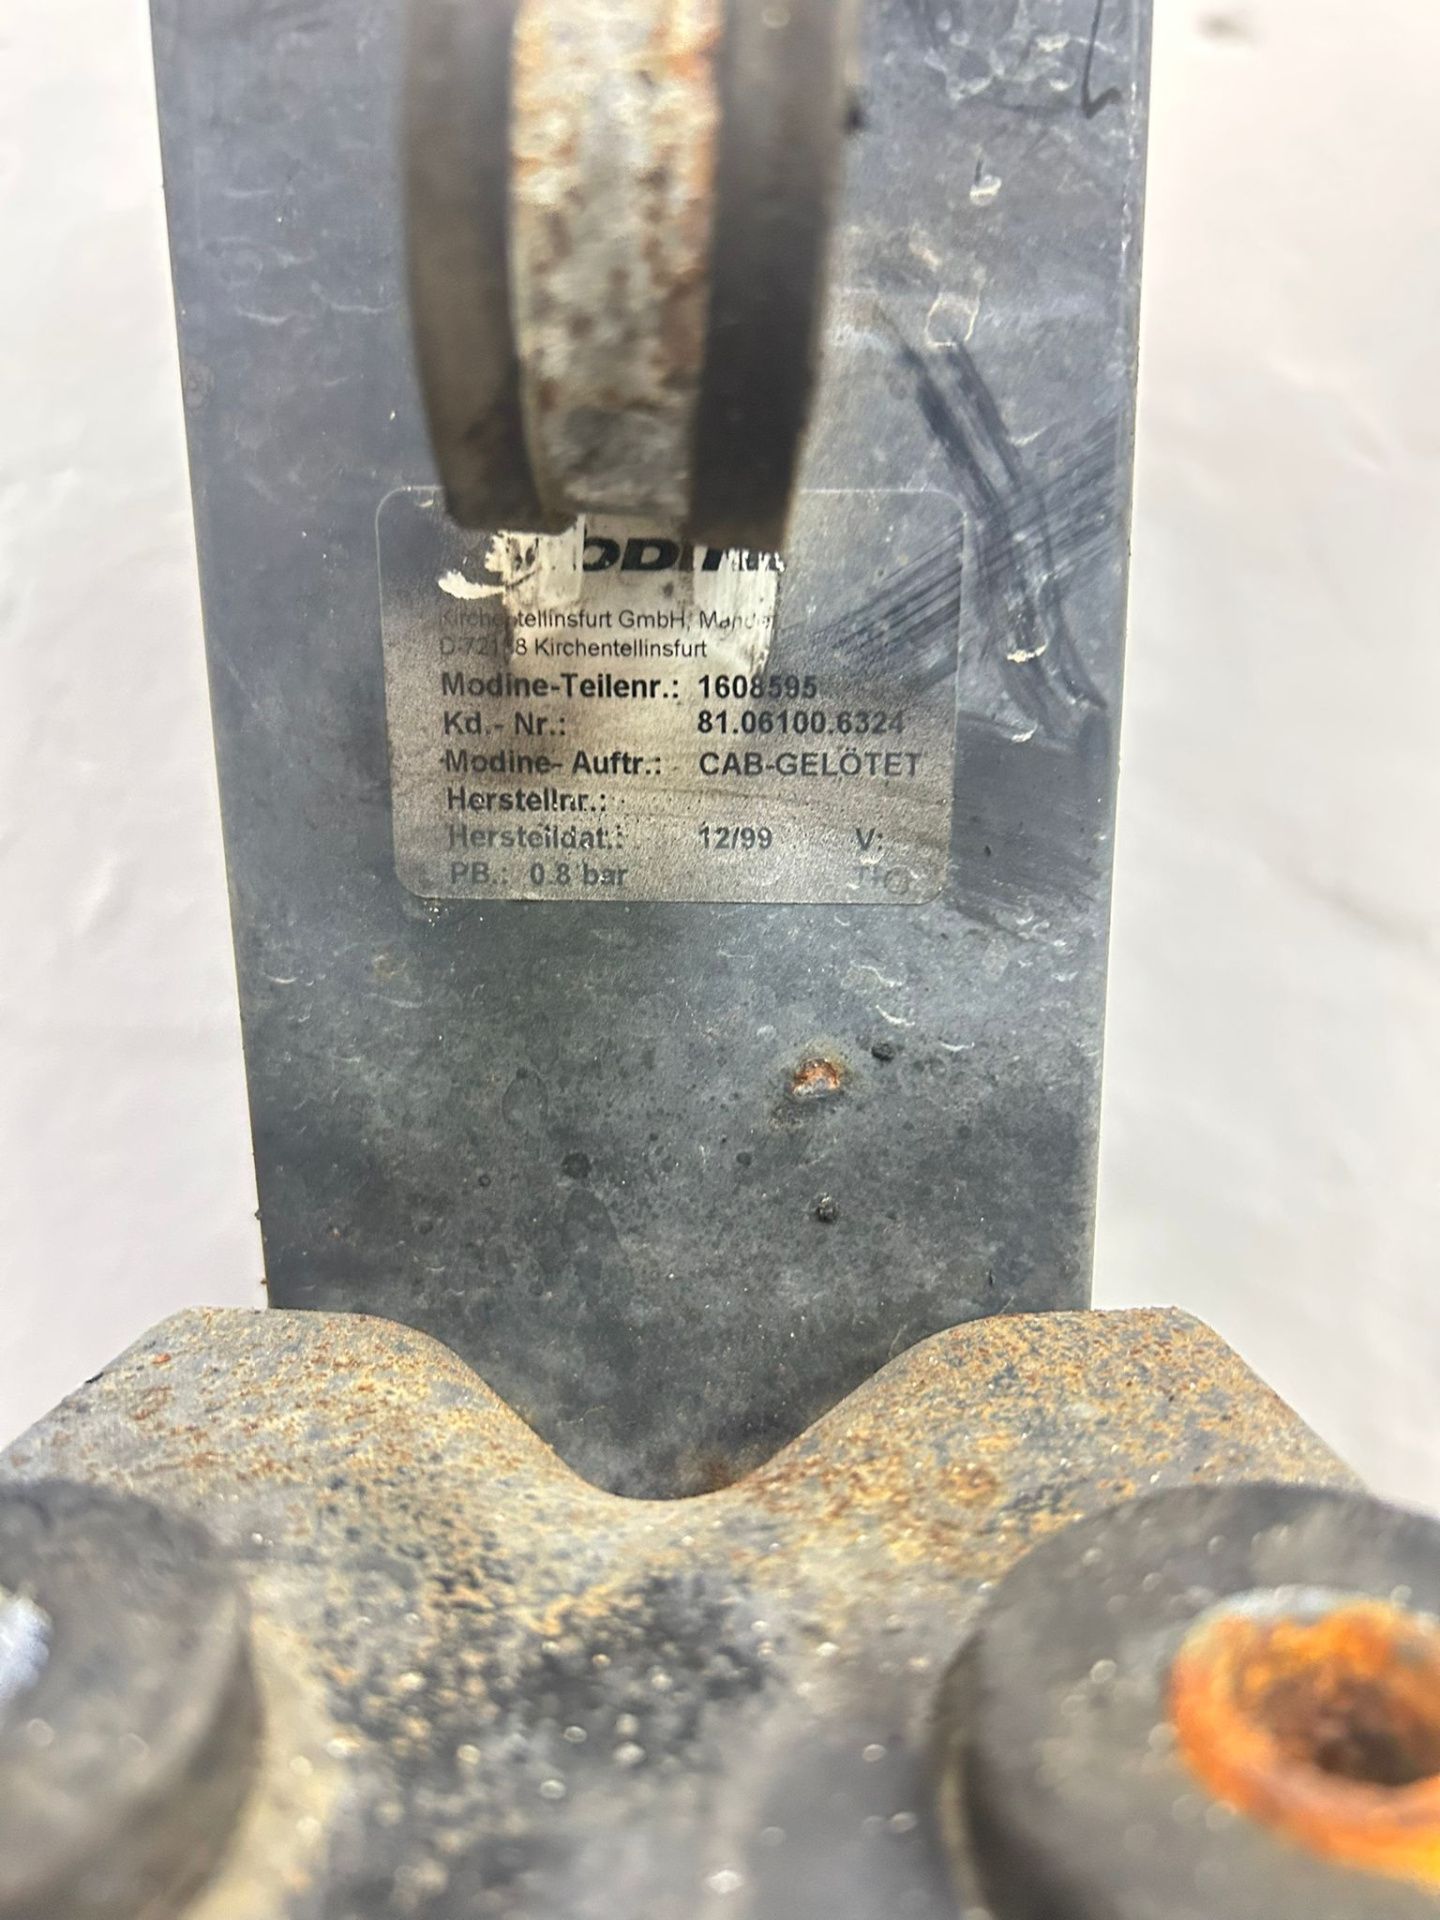 Kirchentellinsfurt GmbH,
Kirchentellinsfurt
Modine-Teilenr.: 1608595
Kd.- Nr.: 81.06100.6324
Modine- Auftr.: CAB-GELÖTET
Herstellnr.:
Herstelldat.: 12/99 V:
PB.: 0.8 bar